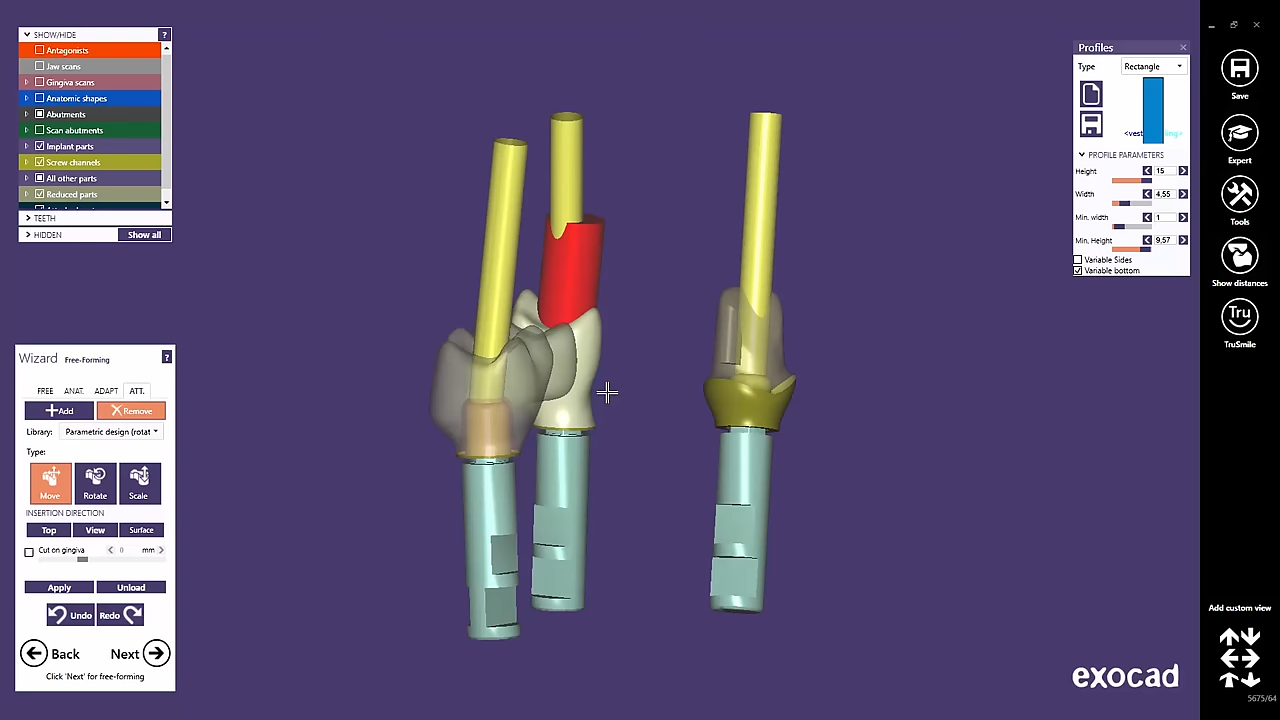 SHOW/HIDE
?
Antagonists
Jaw scans
Gingiva scans
Anatomic shapes
Abutments
Scan abutments
Implant parts
Screw channels
All other parts
Reduced parts
TEETH
HIDDEN
Show all
Wizard Free-Forming ?
FREE ANAT. ADAPT ATT.
Add Remove
Library: Parametric design (rotat
Type:
Move Rotate Scale
INSERTION DIRECTION
Top View Surface
Cut on gingiva 0 mm
Apply Unload
Undo Redo
Back Next
Click 'Next' for free-forming
Profiles
Type Rectangle
<vest ling>
PROFILE PARAMETERS
Height 15
Width 4,55
Min. width 1
Min. Height 9,57
Variable Sides
Variable bottom
Save
Expert
Tools
Show distances
Tru
TruSmile
Add custom view
5675/64
exocad